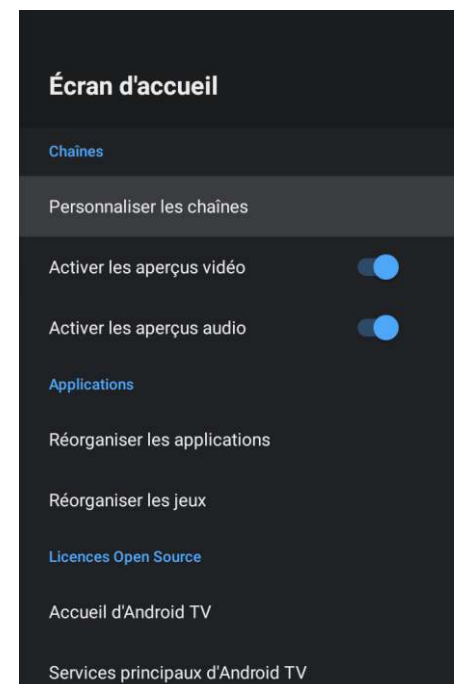 Écran d'accueil
Chaînes
Personnaliser les chaînes
Activer les aperçus vidéo
Activer les aperçus audio
Applications
Réorganiser les applications
Réorganiser les jeux
Licences Open Source
Accueil d'Android TV
Services principaux d'Android TV